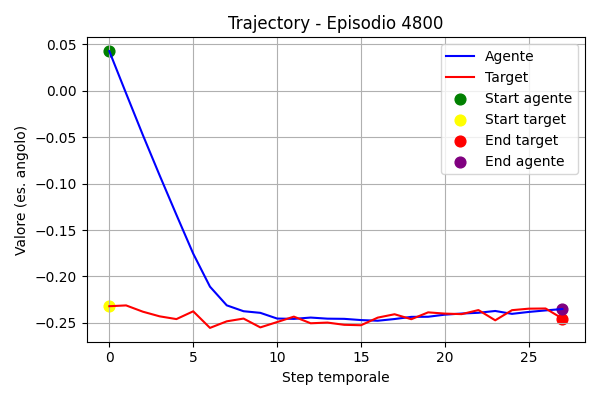 Trajectory - Episodio 4800
Agente
Target
Start agente
Start target
End target
End agente
Valore (es. angolo)
0.05
0.00
−0.05
−0.10
−0.15
−0.20
−0.25
0 5 10 15 20 25
Step temporale